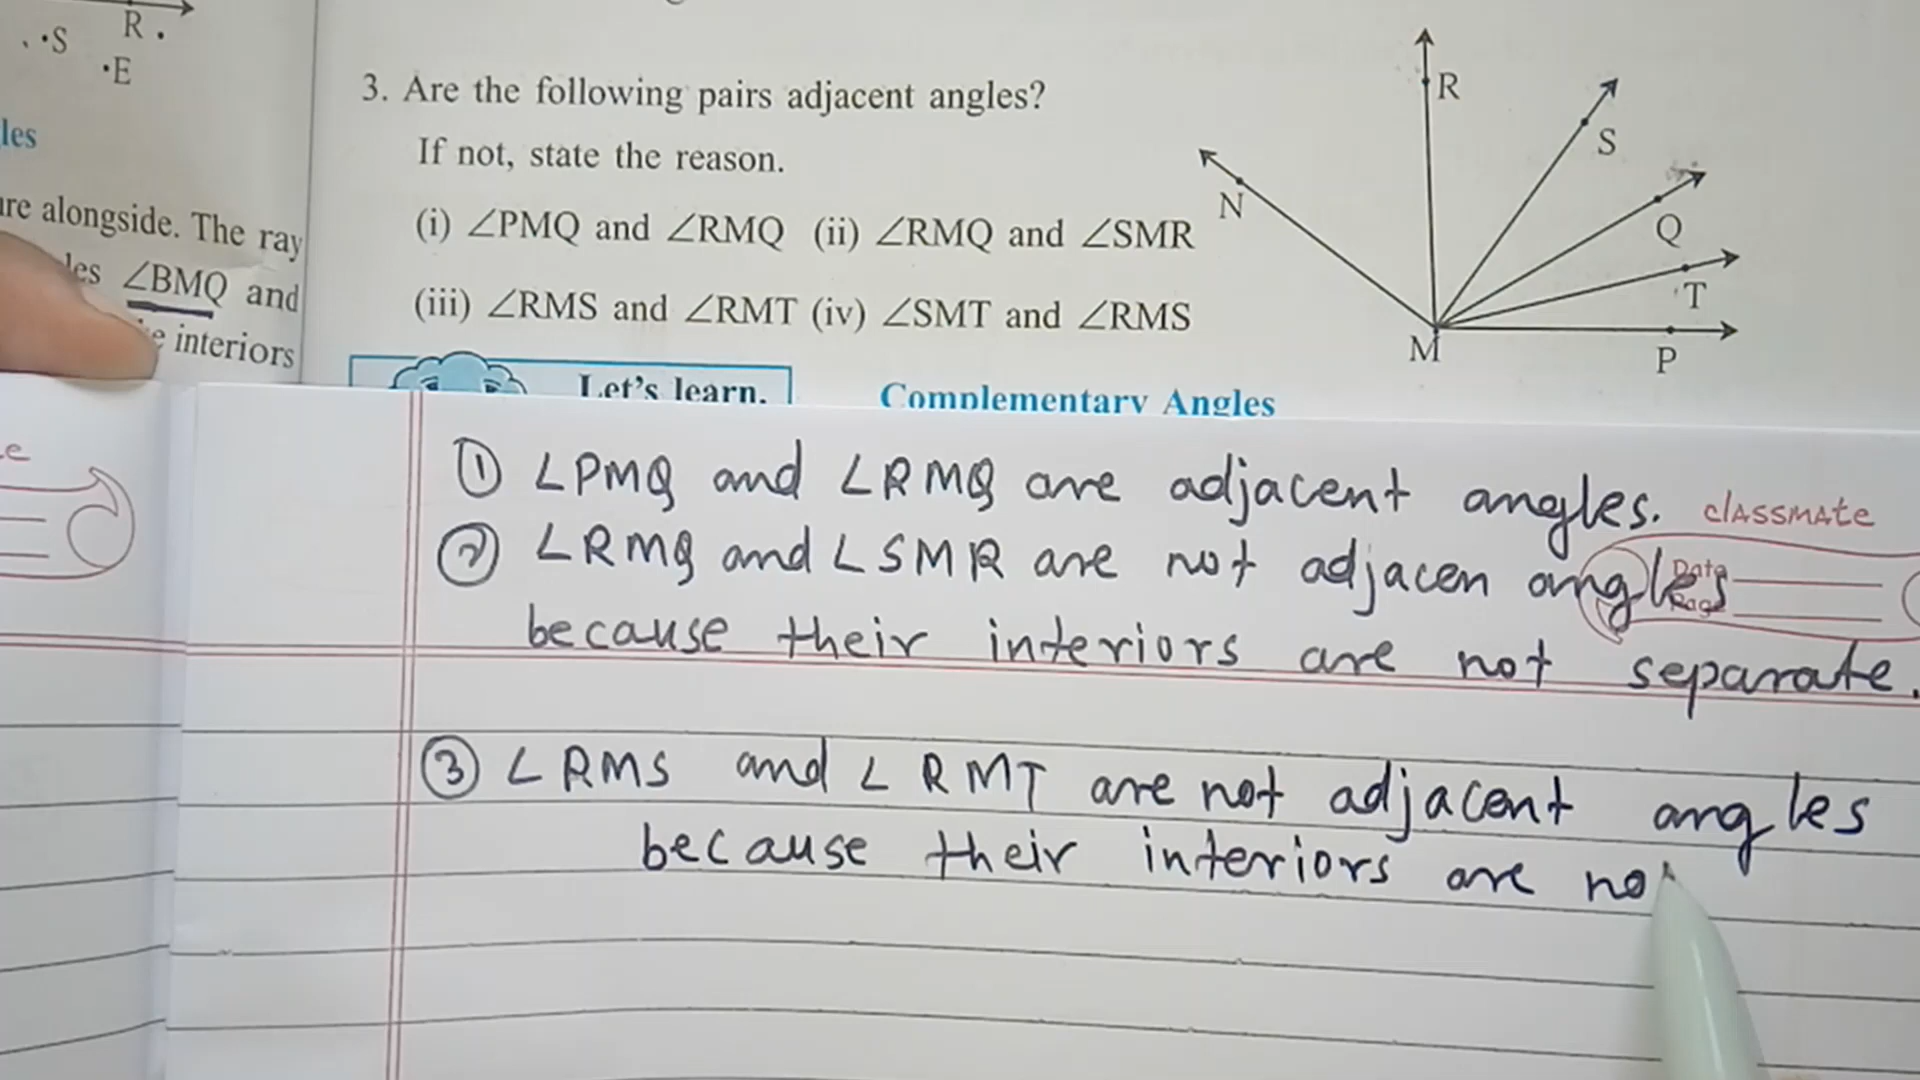 R.
S
E
les
are alongside. The ray
les ∠BMQ and
interiors
3. Are the following pairs adjacent angles?
If not, state the reason.
(i) ∠PMQ and ∠RMQ (ii) ∠RMQ and ∠SMR
(iii) ∠RMS and ∠RMT (iv) ∠SMT and ∠RMS
R
S
N
Q
T
M
P
Let's learn.
Complementary Angles
① ∠PMQ and ∠RMQ are adjacent angles.
classmate
② ∠RMQ and ∠SMR are not adjacen angles
Date
Page
because their interiors are not separate.
③ ∠RMS and ∠RMT are not adjacent angles
because their interiors are no